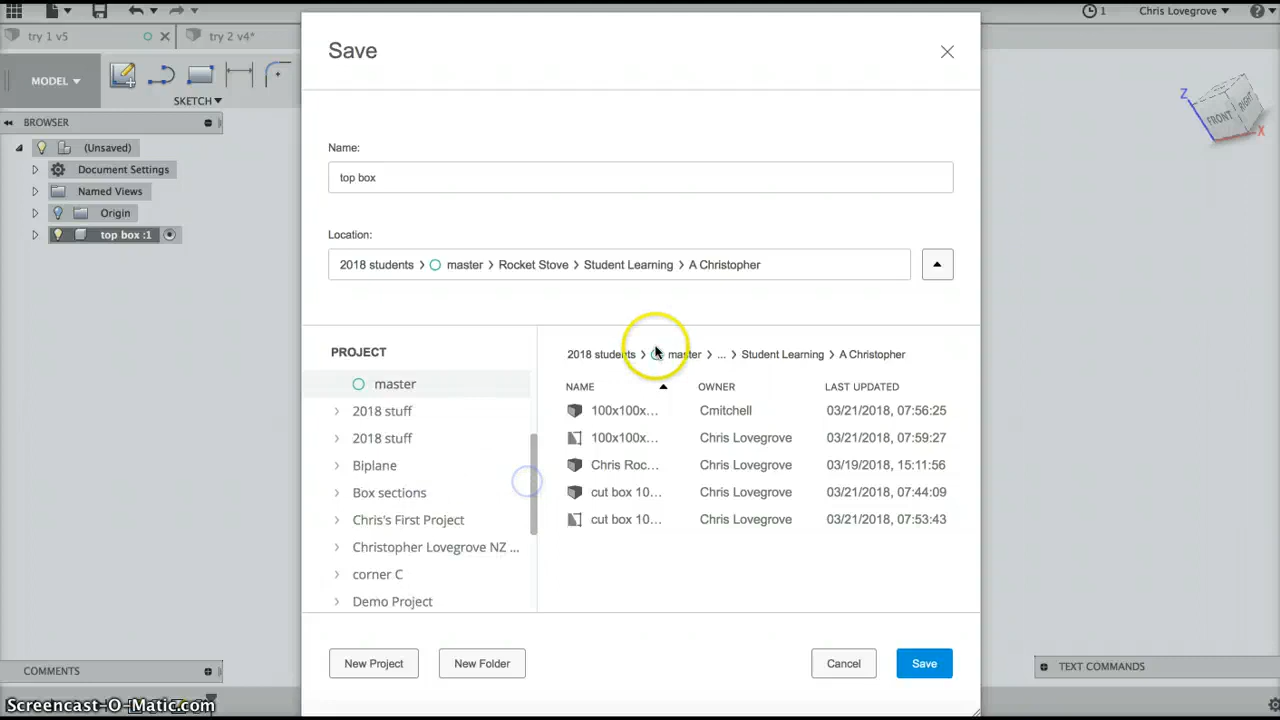 1 Chris Lovegrove
try 1 v5 try 2 v4*
Save
MODEL
SKETCH
BROWSER
(Unsaved)
Document Settings
Named Views
Origin
top box :1
Name:
top box
Location:
2018 students > master > Rocket Stove > Student Learning > A Christopher
PROJECT
master
2018 stuff
2018 stuff
Biplane
Box sections
Chris's First Project
Christopher Lovegrove NZ ...
corner C
Demo Project
2018 students > master > ... > Student Learning > A Christopher
NAME OWNER LAST UPDATED
100x100x... Cmitchell 03/21/2018, 07:56:25
100x100x... Chris Lovegrove 03/21/2018, 07:59:27
Chris Roc... Chris Lovegrove 03/19/2018, 15:11:56
cut box 10... Chris Lovegrove 03/21/2018, 07:44:09
cut box 10... Chris Lovegrove 03/21/2018, 07:53:43
New Project New Folder Cancel Save
Z
FRONT RIGHT
X
COMMENTS
TEXT COMMANDS
Screencast-O-Matic.com